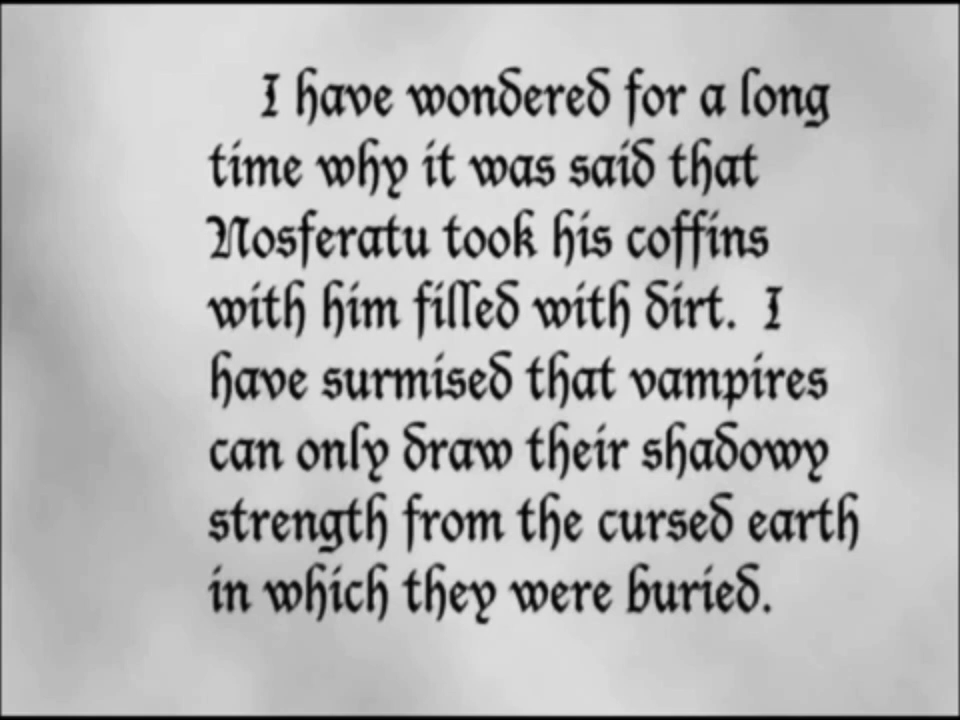 I have wondered for a long
time why it was said that
Nosferatu took his coffins
with him filled with dirt. I
have surmised that vampires
can only draw their shadowy
strength from the cursed earth
in which they were buried.